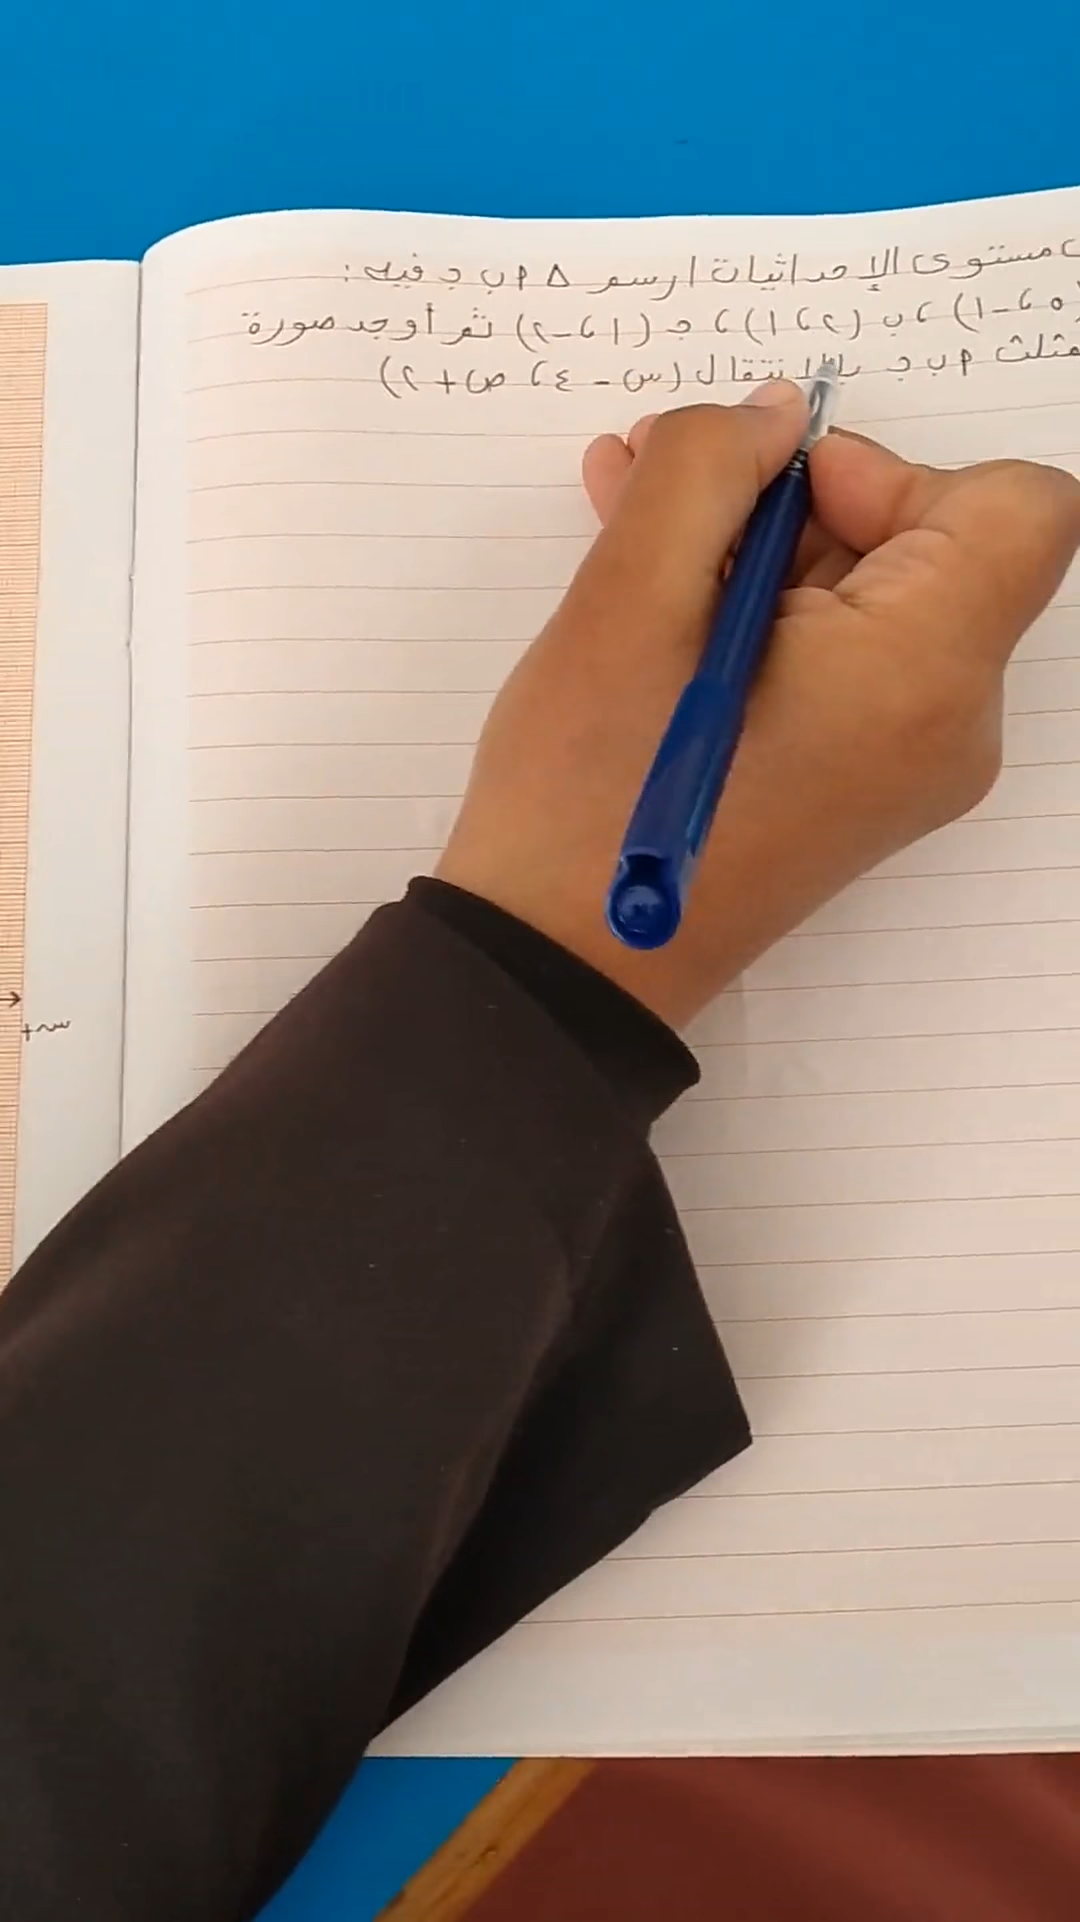 مستوى الإحداثيات ارسم △ أ ب جـ فيه :
(٥ ، -١) ، ب (٢ ، ١) ، جـ (١ ، -٢) ثم أوجد صورة
مثلث أ ب جـ بالانتقال (س - ٤ ، ص + ٢)
س+